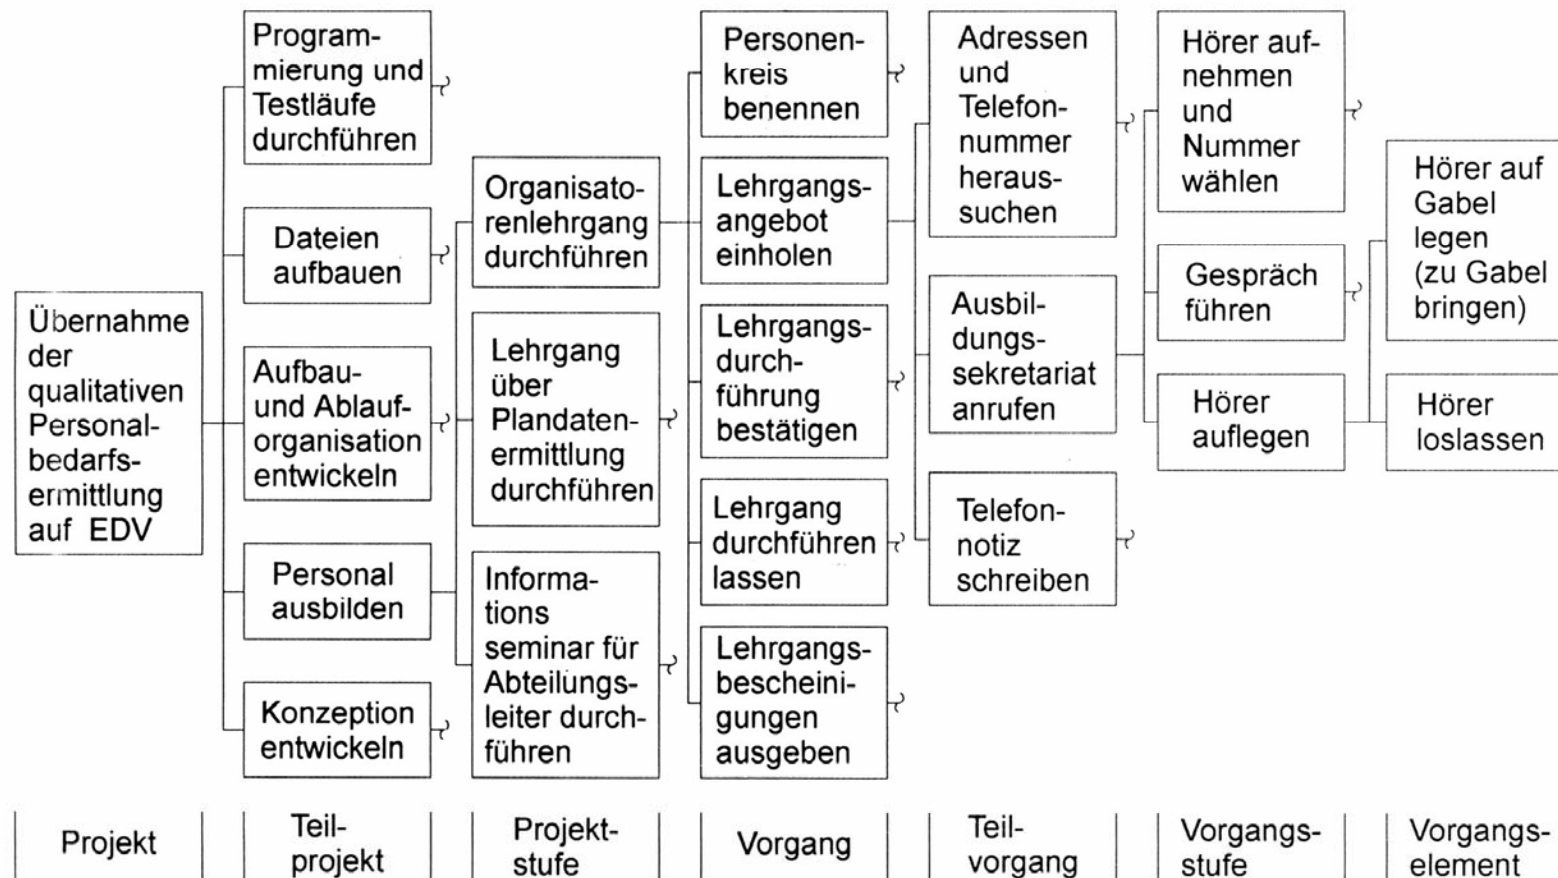 Übernahme
der
qualitativen
Personal-
bedarfs-
ermittlung
auf EDV
Program-
mierung und
Testläufe
durchführen
Dateien
aufbauen
Aufbau-
und Ablauf-
organisation
entwickeln
Personal
ausbilden
Konzeption
entwickeln
Organisato-
renlehrgang
durchführen
Lehrgang
über
Plandaten-
ermittlung
durchführen
Informa-
tions
seminar für
Abteilungs-
leiter durch-
führen
Personen-
kreis
benennen
Lehrgangs-
angebot
einholen
Lehrgangs-
durch-
führung
bestätigen
Lehrgang
durchführen
lassen
Lehrgangs-
bescheini-
gungen
ausgeben
Adressen
und
Telefon-
nummer
heraus-
suchen
Ausbil-
dungs-
sekretariat
anrufen
Telefon-
notiz
schreiben
Hörer auf-
nehmen
und
Nummer
wählen
Gespräch
führen
Hörer
auflegen
Hörer auf
Gabel
legen
(zu Gabel
bringen)
Hörer
loslassen
Projekt
Teil-
projekt
Projekt-
stufe
Vorgang
Teil-
vorgang
Vorgangs-
stufe
Vorgangs-
element